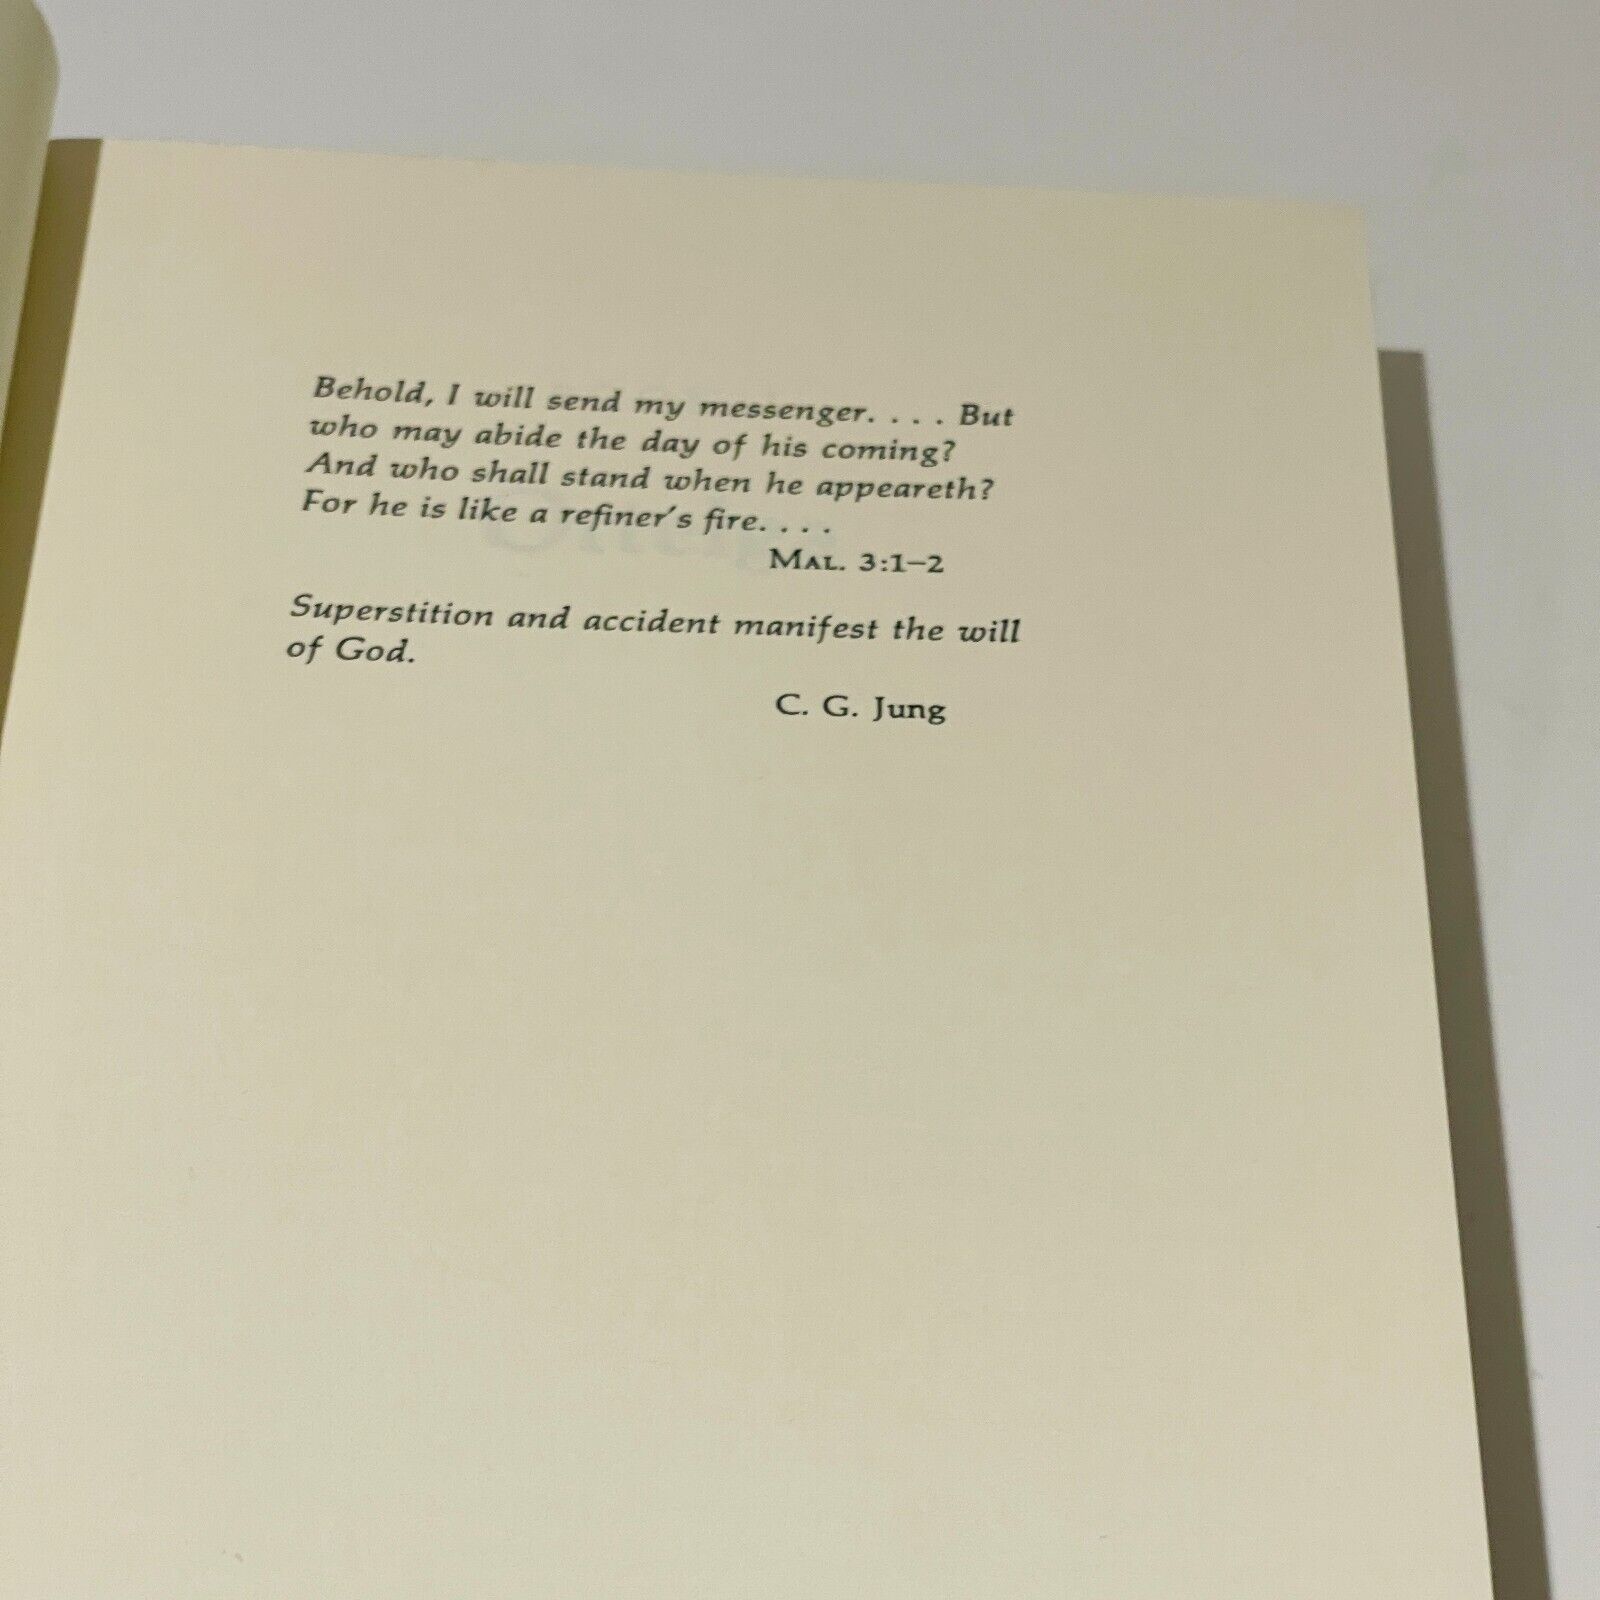 Behold, I will send my messenger. . . . But
who may abide the day of his coming?
And who shall stand when he appeareth?
For he is like a refiner's fire. . . .
MAL. 3:1–2
Superstition and accident manifest the will
of God.
C. G. Jung